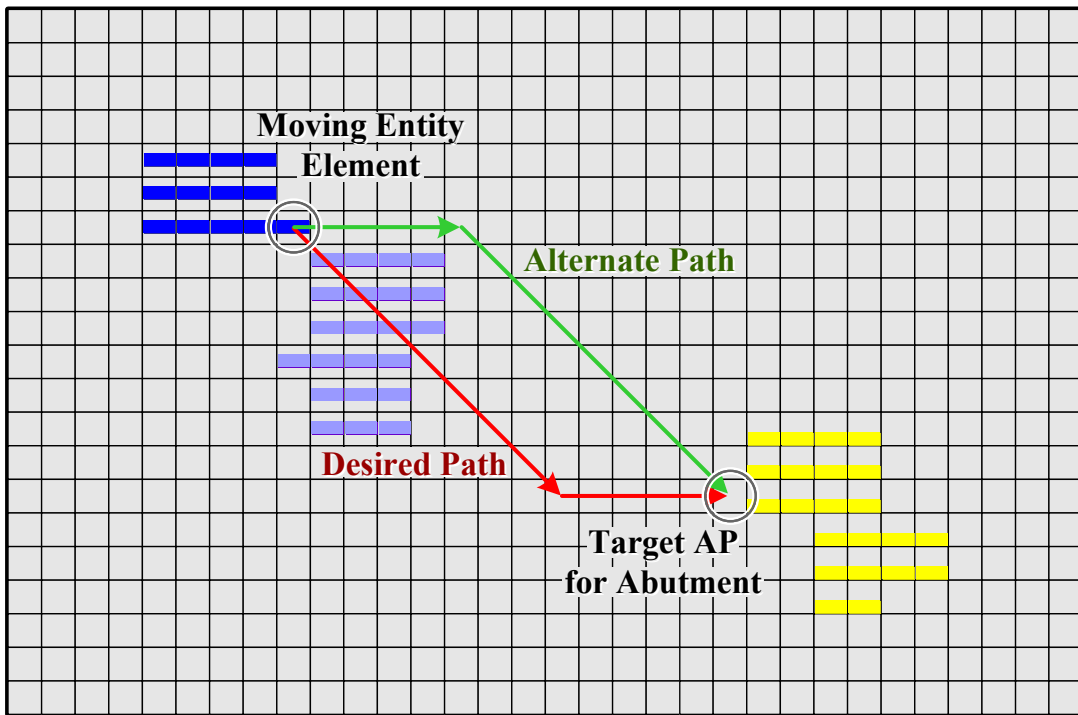 Moving Entity
Element
Alternate Path
Desired Path
Target AP
for Abutment